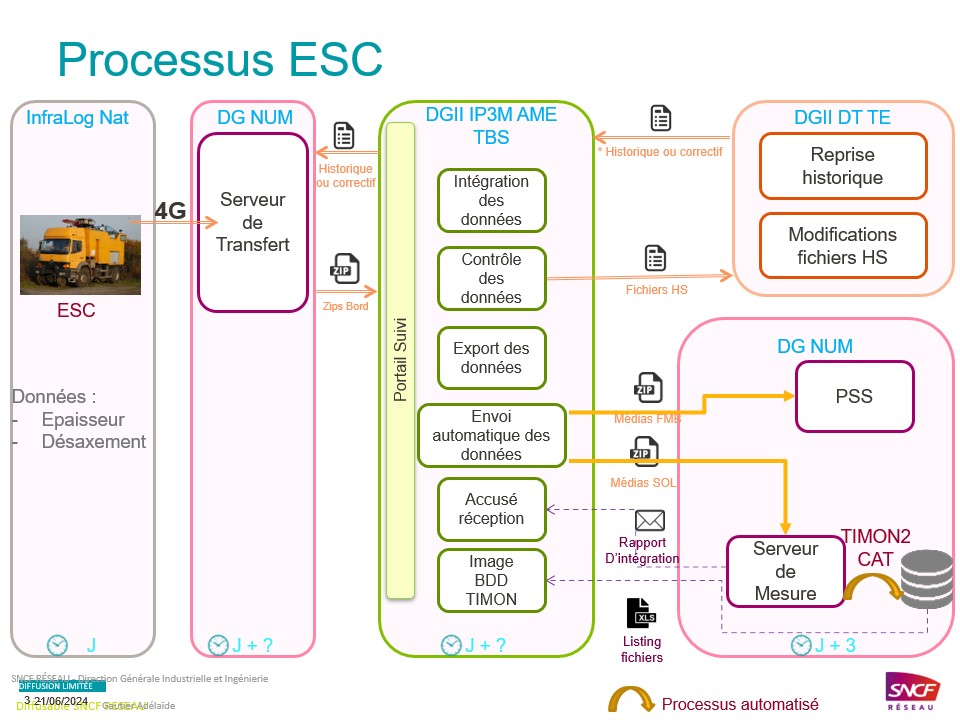 Processus ESC
InfraLog Nat
4G
ESC
Données :
- Epaisseur
- Désaxement
J
DG NUM
Serveur
de
Transfert
J + ?
Historique
ou correctif
ZIP
Zips Bord
DGII IP3M AME
TBS
Portail Suivi
Intégration
des
données
Contrôle
des
données
Export des
données
Envoi
automatique des
données
Accusé
réception
Image
BDD
TIMON
J + ?
* Historique ou correctif
Fichiers HS
DGII DT TE
Reprise
historique
Modifications
fichiers HS
ZIP
Médias FMB
ZIP
Médias SOL
Rapport
D'intégration
XLS
Listing
fichiers
DG NUM
PSS
Serveur
de
Mesure
TIMON2
CAT
J + 3
SNCF RÉSEAU - Direction Générale Industrielle et Ingénierie
DIFFUSION LIMITÉE
3 21/06/2024
Diffusable SNCF RESEAU
Gautier Adélaïde
Processus automatisé
SNCF
RÉSEAU